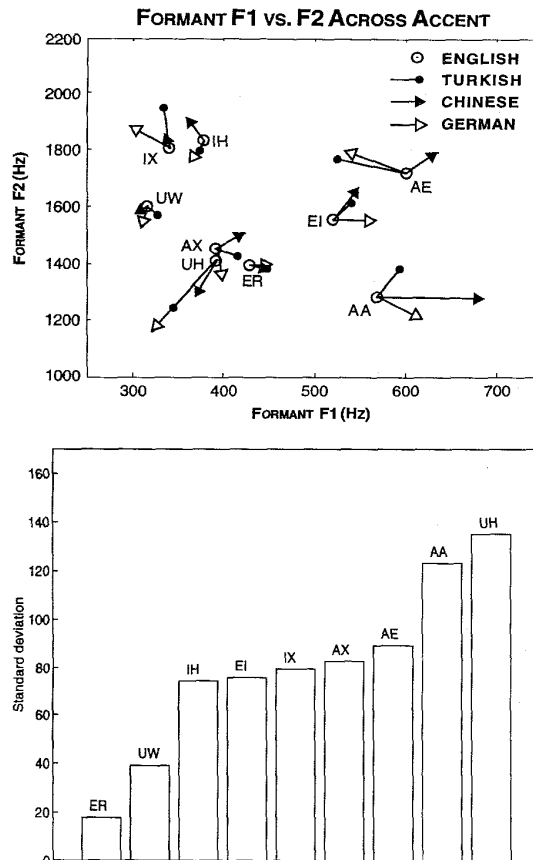 FORMANT F1 VS. F2 ACROSS ACCENT
2200
2000
1800
1600
1400
1200
1000
FORMANT F2 (Hz)
ENGLISH
TURKISH
CHINESE
GERMAN
IX
IH
UW
AX
UH
ER
EI
AE
AA
300
400
500
600
700
FORMANT F1 (Hz)
160
140
120
100
80
60
40
20
0
Standard deviation
ER
UW
IH
EI
IX
AX
AE
AA
UH